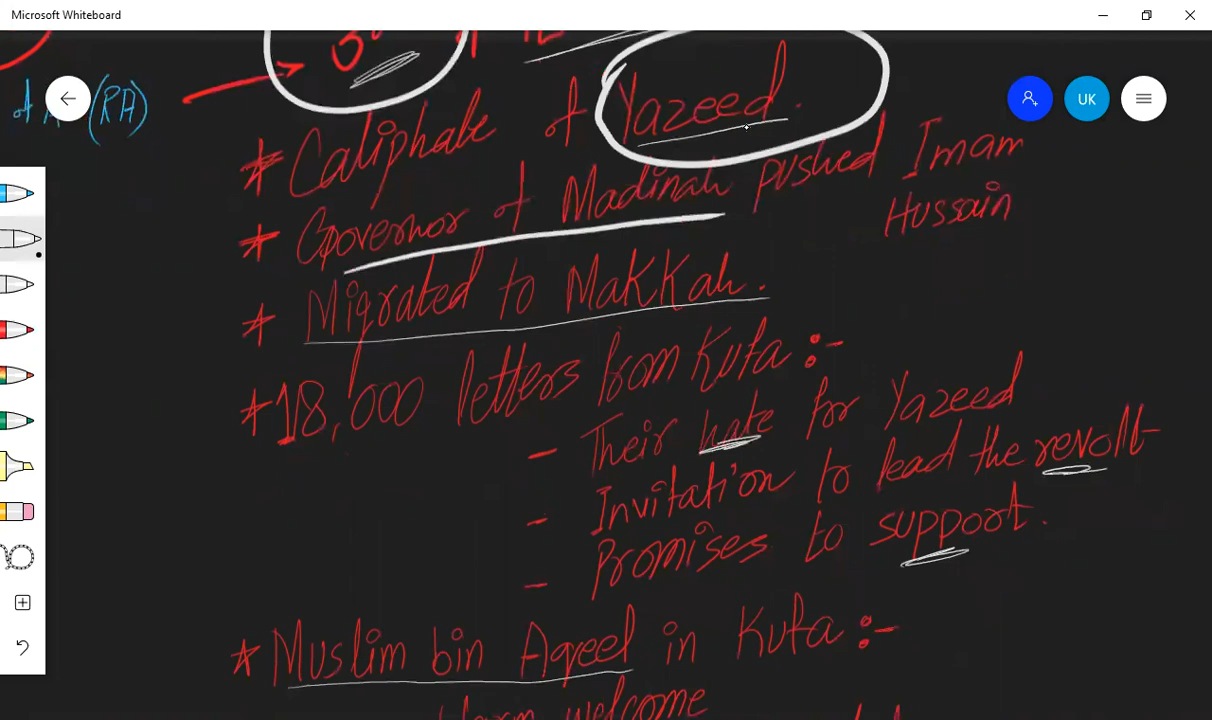 Microsoft Whiteboard
of (RA)
UK
* Caliphate of Yazeed.
* Governor of Madinah pushed Imam
Hussain
* Migrated to Makkah.
* 18,000 letters from Kufa :-
- Their hate for Yazeed
- Invitation to lead the revolt
- Promises to support.
* Muslim bin Aqeel in Kufa :-
Warm welcome